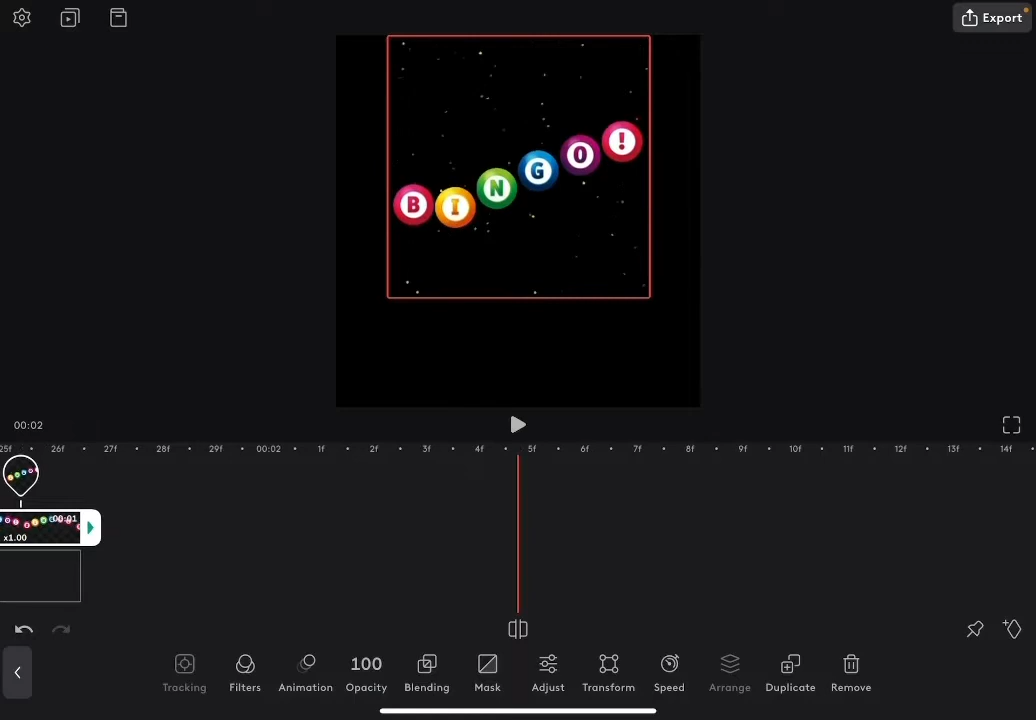 Export
B I N G O !
00:02
25f 26f 27f 28f 29f 00:02 1f 2f 3f 4f 5f 6f 7f 8f 9f 10f 11f 12f 13f 14f
00:01
x1.00
100
Tracking Filters Animation Opacity Blending Mask Adjust Transform Speed Arrange Duplicate Remove